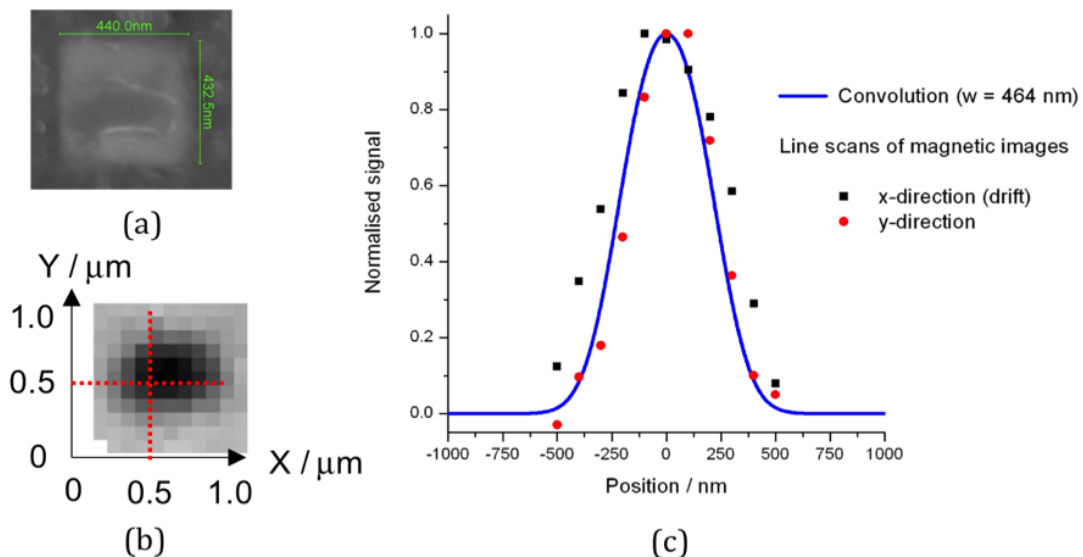 440.0nm
432.5nm
(a)
Y / μm
1.0
0.5
0
0
0.5
1.0
X / μm
(b)
Normalised signal
1.0
0.8
0.6
0.4
0.2
0.0
-1000
-750
-500
-250
0
250
500
750
1000
Position / nm
Convolution (w = 464 nm)
Line scans of magnetic images
x-direction (drift)
y-direction
(c)